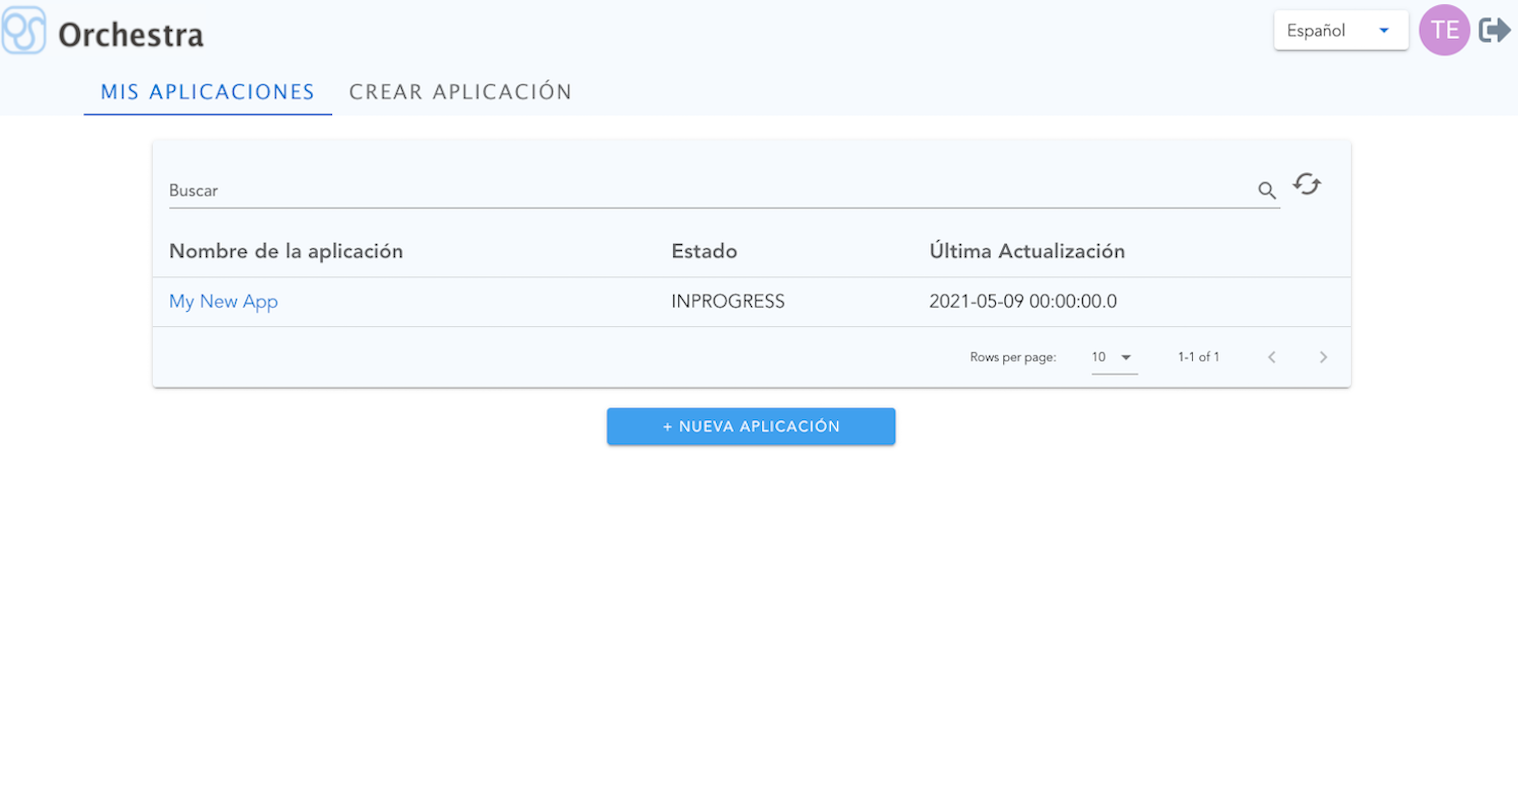 Orchestra
Español
TE
MIS APLICACIONES
CREAR APLICACIÓN
Buscar
Nombre de la aplicación Estado Última Actualización
My New App INPROGRESS 2021-05-09 00:00:00.0
Rows per page: 10 1-1 of 1
+ NUEVA APLICACIÓN